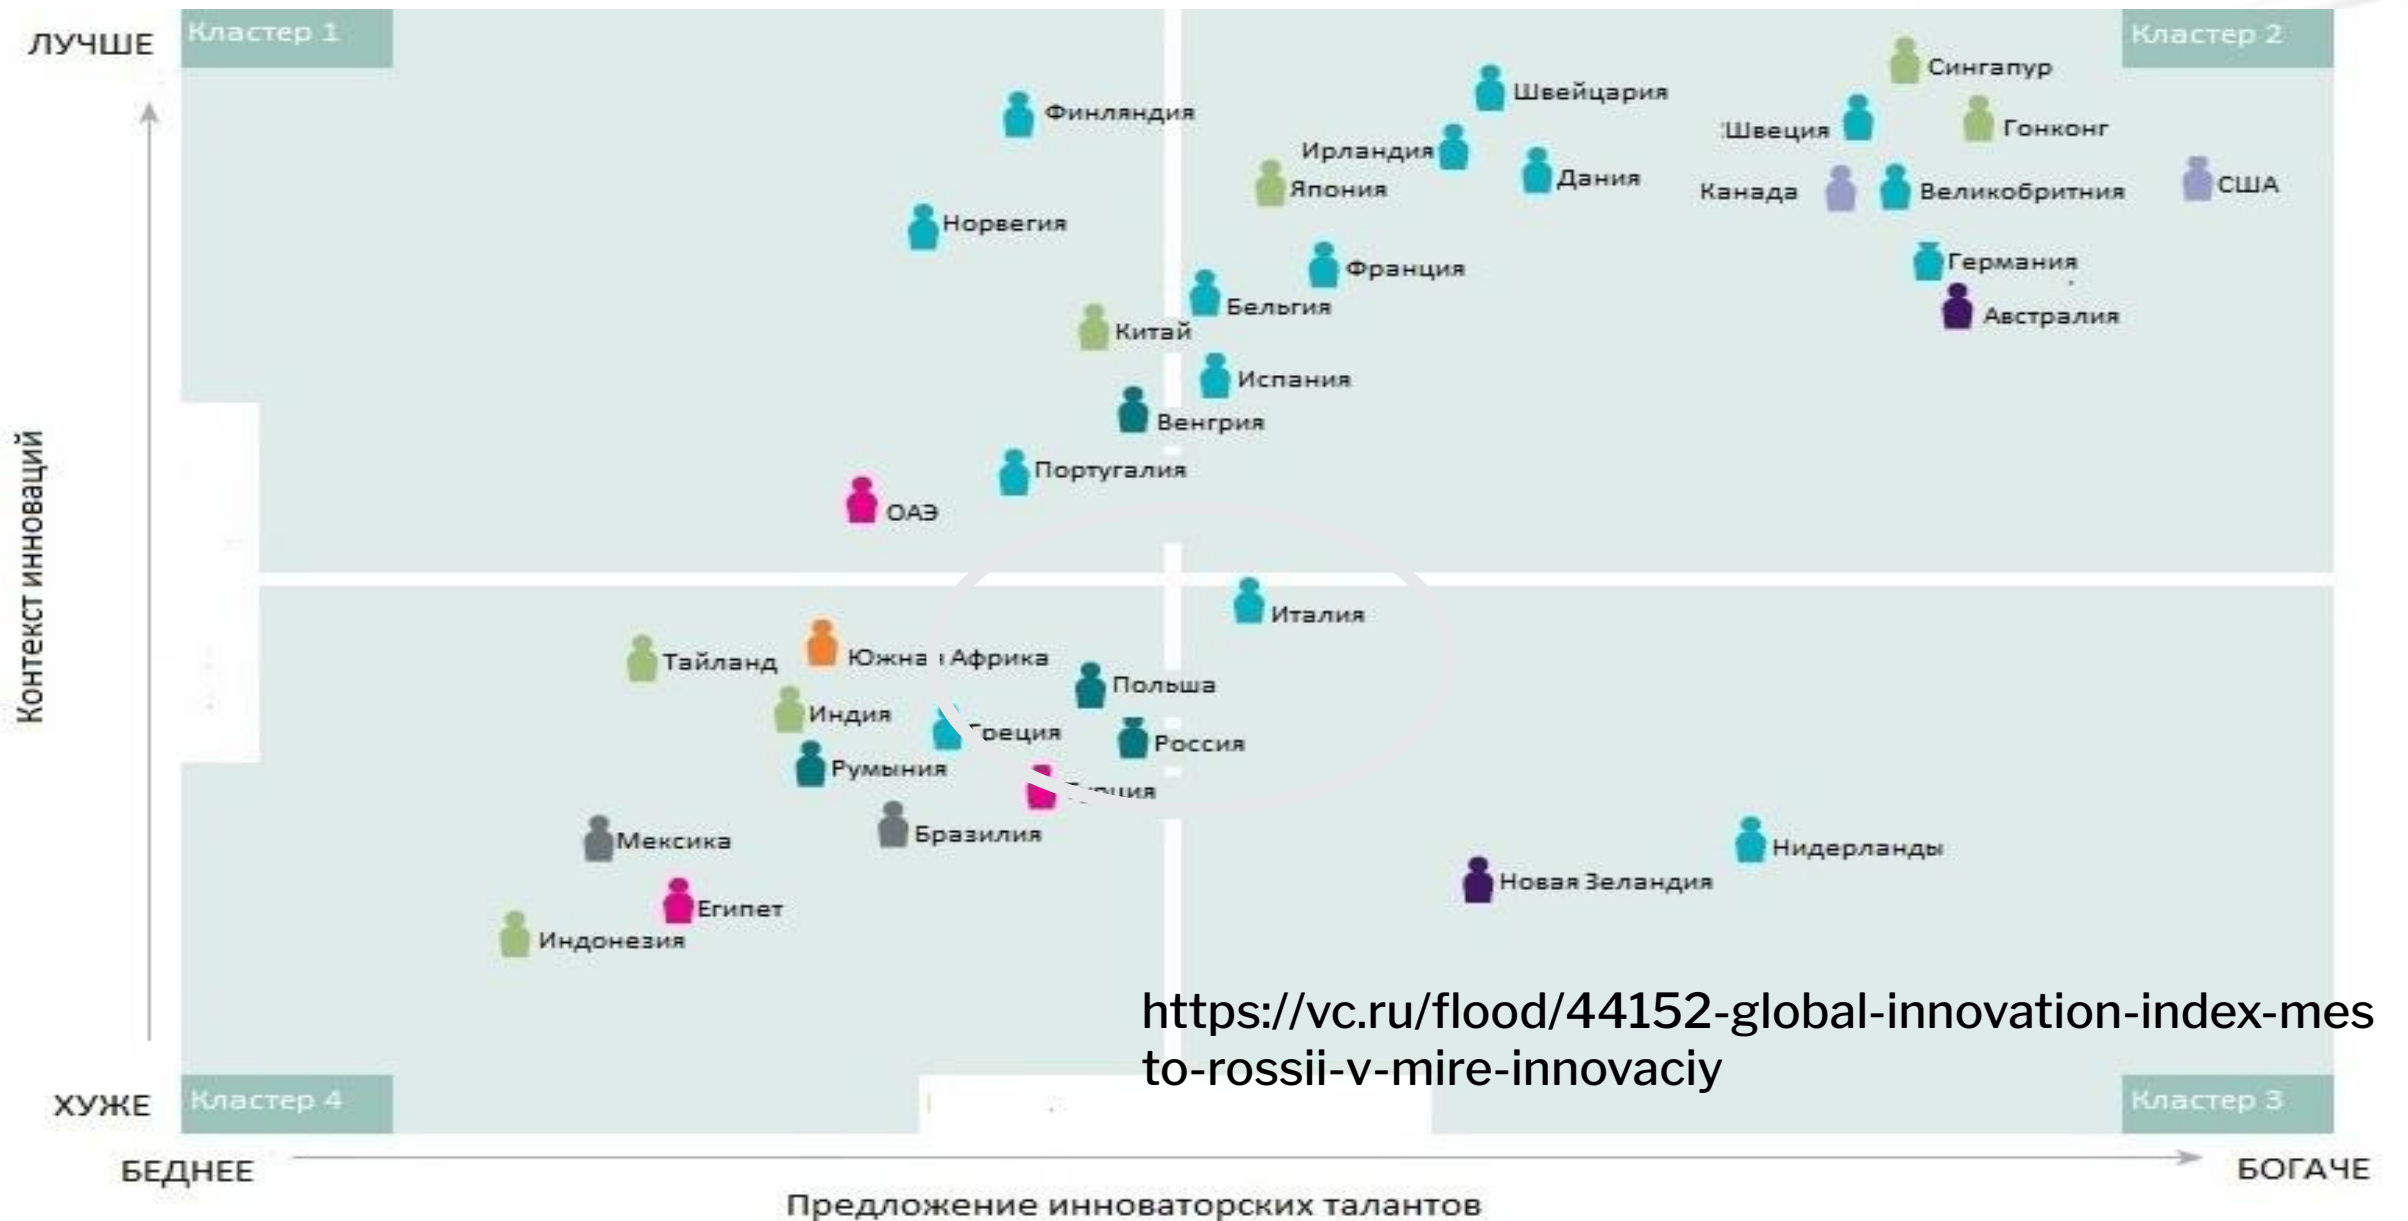 ЛУЧШЕ
Кластер 1
Кластер 2
Сингапур
Швейцария
Финляндия
Швеция
Гонконг
Ирландия
Дания
Япония
Канада
Великобритния
США
Норвегия
Германия
Франция
Бельгия
Австралия
Китай
Испания
Венгрия
Португалия
ОАЭ
Контекст инноваций
Италия
Южная Африка
Тайланд
Польша
Индия
Греция
Россия
Румыния
Бразилия
Мексика
Нидерланды
Новая Зеландия
Египет
Индонезия
https://vc.ru/flood/44152-global-innovation-index-mes
to-rossii-v-mire-innovaciy
ХУЖЕ
Кластер 4
Кластер 3
БЕДНЕЕ
БОГАЧЕ
Предложение инноваторских талантов